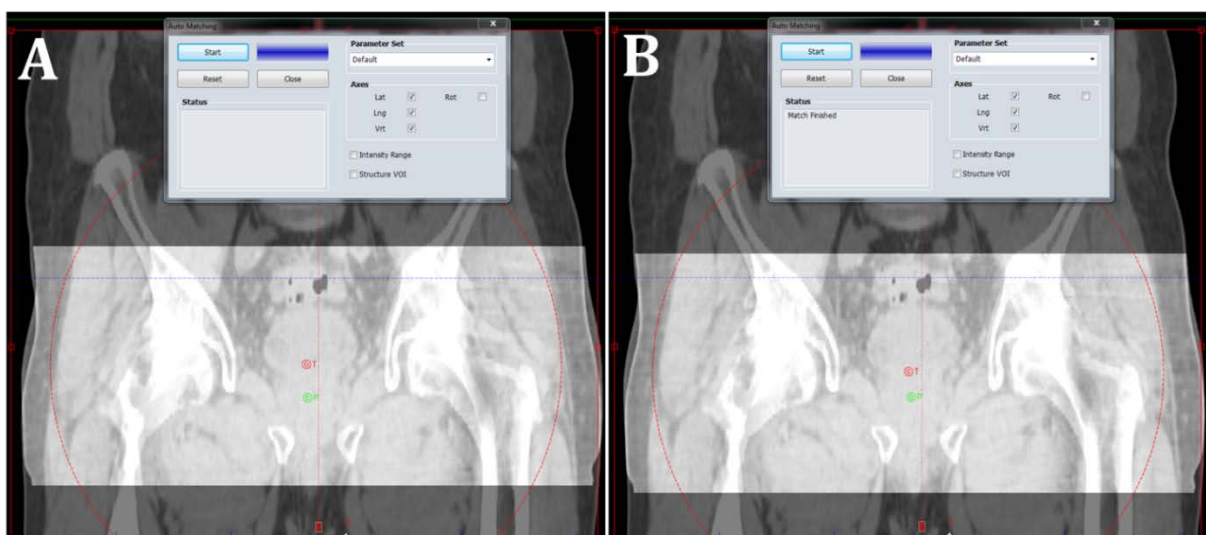 A
Auto Matching
Start
Reset
Close
Status
Parameter Set
Default
Axes
Lat
Rot
Lng
Vrt
Intensity Range
Structure VOI
T
P
B
Auto Matching
Start
Reset
Close
Status
Match Finished
Parameter Set
Default
Axes
Lat
Rot
Lng
Vrt
Intensity Range
Structure VOI
T
P